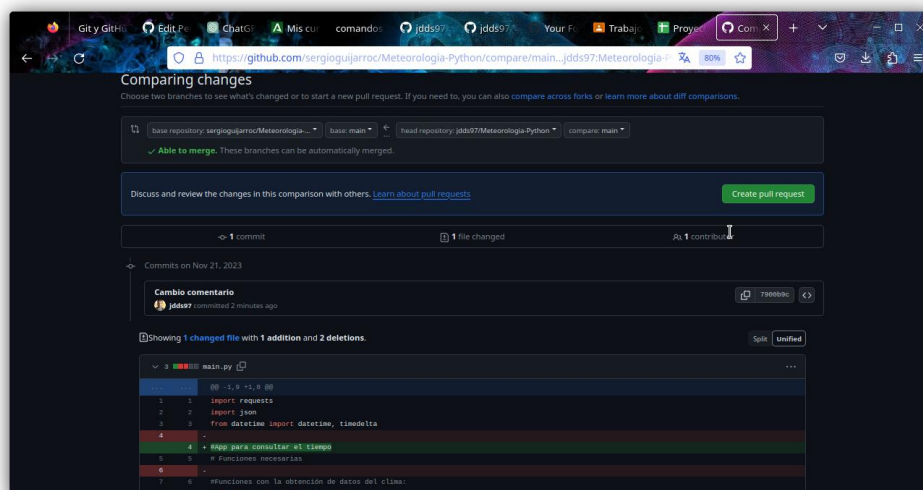 Git y GitHu
Edit Pe
ChatGP
Mis cu
comandos
jdds97
jdds97
Your Fo
Trabajo
Proye
Com
https://github.com/sergioguijarroc/Meteorologia-Python/compare/main...jdds97:Meteorologia-P
80%
Comparing changes
Choose two branches to see what's changed or to start a new pull request. If you need to, you can also compare across forks or learn more about diff comparisons.
base repository: sergioguijarroc/Meteorologia-... base: main head repository: jdds97/Meteorologia-Python compare: main
Able to merge. These branches can be automatically merged.
Discuss and review the changes in this comparison with others. Learn about pull requests
Create pull request
1 commit
1 file changed
1 contributor
Commits on Nov 21, 2023
Cambio comentario
jdds97 committed 2 minutes ago
7900b9c
Showing 1 changed file with 1 addition and 2 deletions.
Split Unified
3 main.py
... ... @@ -1,9 +1,8 @@
1 1 import requests
2 2 import json
3 3 from datetime import datetime, timedelta
4 -
4 + #App para consultar el tiempo
5 5 # Funciones necesarias
6 -
7 6 #Funciones con la obtención de datos del clima: